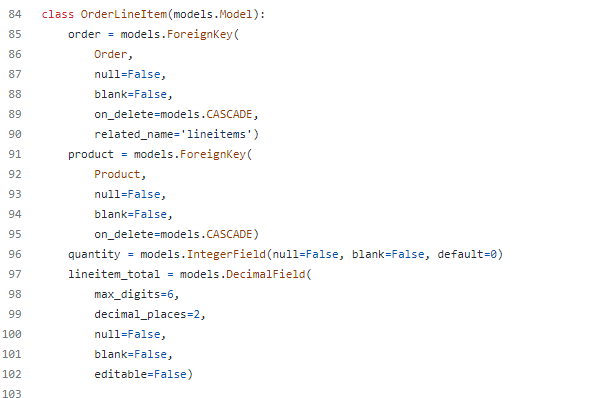 84 class OrderLineItem(models.Model):
85     order = models.ForeignKey(
86         Order,
87         null=False,
88         blank=False,
89         on_delete=models.CASCADE,
90         related_name='lineitems')
91     product = models.ForeignKey(
92         Product,
93         null=False,
94         blank=False,
95         on_delete=models.CASCADE)
96     quantity = models.IntegerField(null=False, blank=False, default=0)
97     lineitem_total = models.DecimalField(
98         max_digits=6,
99         decimal_places=2,
100         null=False,
101         blank=False,
102         editable=False)
103